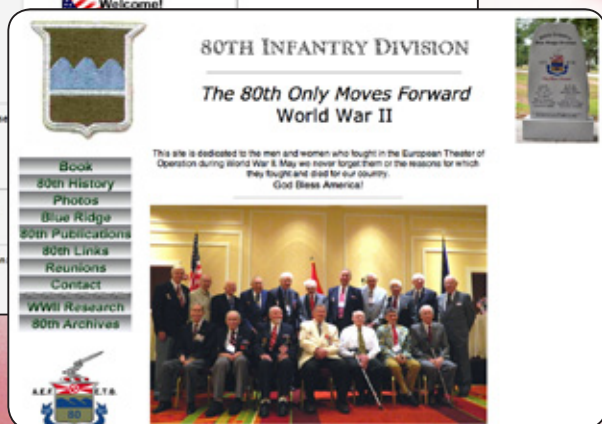 Welcome!
80TH INFANTRY DIVISION
The 80th Only Moves Forward
World War II
This site is dedicated to the men and women who fought in the European Theater of
Operation during World War II. May we never forget them or the reasons for which
they fought and died for our country.
God Bless America!
Book
80th History
Photos
Blue Ridge
80th Publications
80th Links
Reunions
Contact
WWII Research
80th Archives
A.E.F.
E.T.O.
80